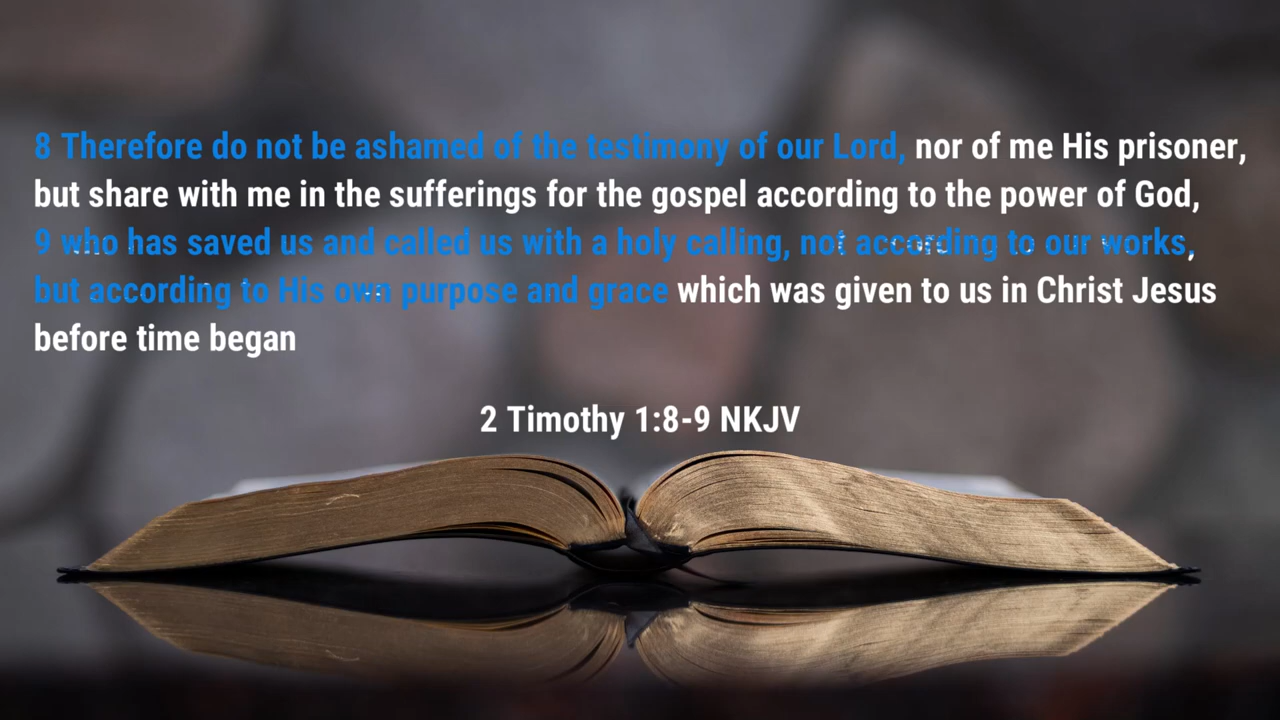 8 Therefore do not be ashamed of the testimony of our Lord, nor of me His prisoner,
but share with me in the sufferings for the gospel according to the power of God,
9 who has saved us and called us with a holy calling, not according to our works,
but according to His own purpose and grace which was given to us in Christ Jesus
before time began
2 Timothy 1:8-9 NKJV